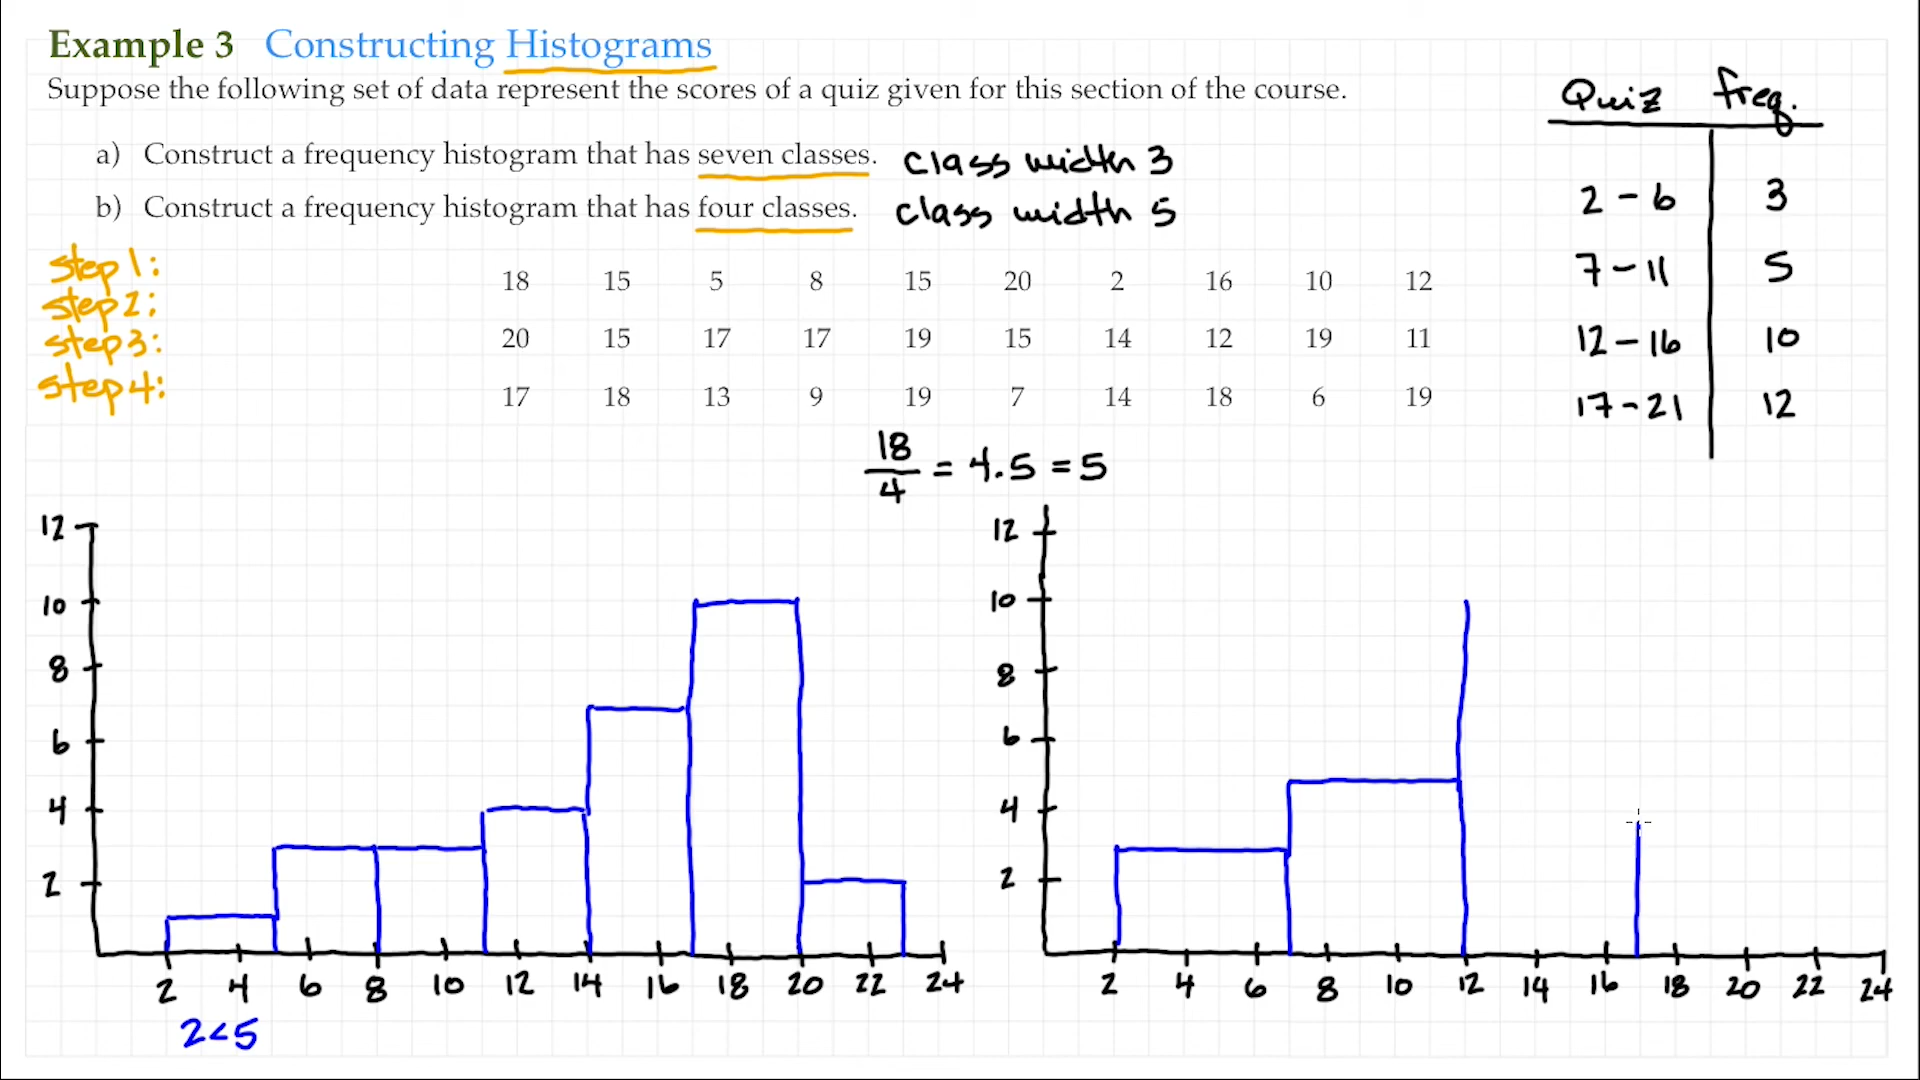 Example 3 Constructing Histograms
Suppose the following set of data represent the scores of a quiz given for this section of the course.
a) Construct a frequency histogram that has seven classes. class width 3
b) Construct a frequency histogram that has four classes. class width 5
step 1:
step 2:
step 3:
step 4:
18 15 5 8 15 20 2 16 10 12
20 15 17 17 19 15 14 12 19 11
17 18 13 9 19 7 14 18 6 19
Quiz freq.
2 - 6 3
7 - 11 5
12 - 16 10
17 - 21 12
18/4 = 4.5 = 5
12
10
8
6
4
2
2 4 6 8 10 12 14 16 18 20 22 24
2<5
12
10
8
6
4
2
2 4 6 8 10 12 14 16 18 20 22 24